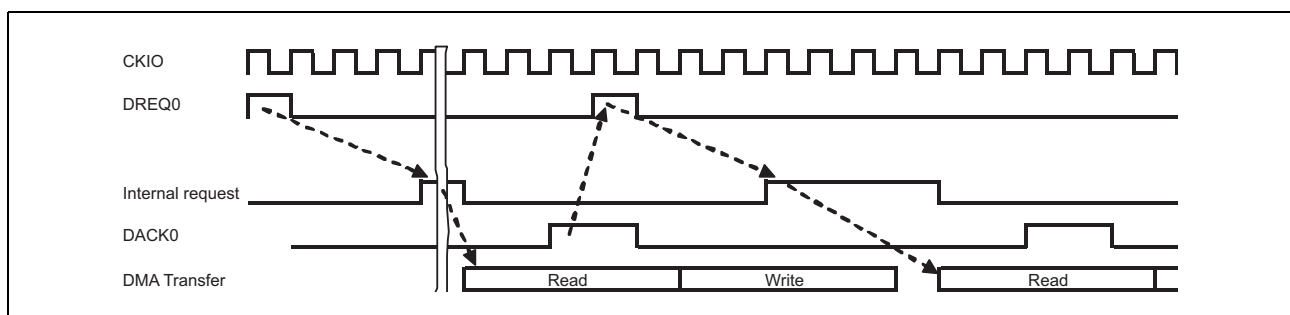 CKIO
DREQ0
Internal request
DACK0
DMA Transfer Read Write Read